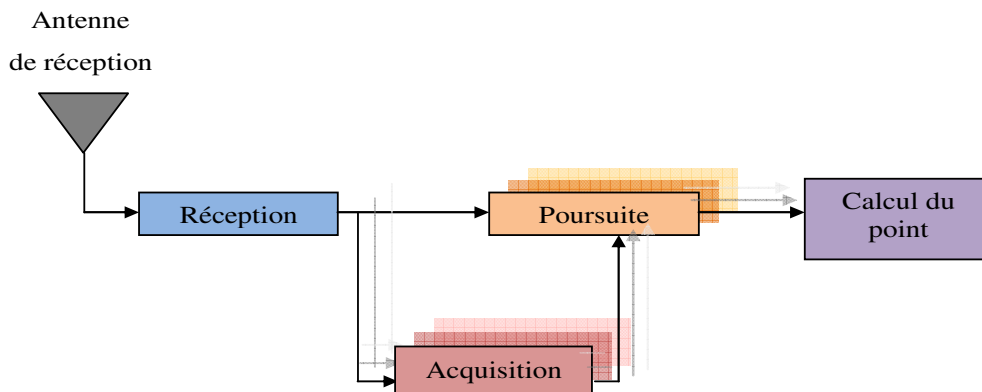 Antenne
de réception
Réception
Poursuite
Calcul du
point
Acquisition